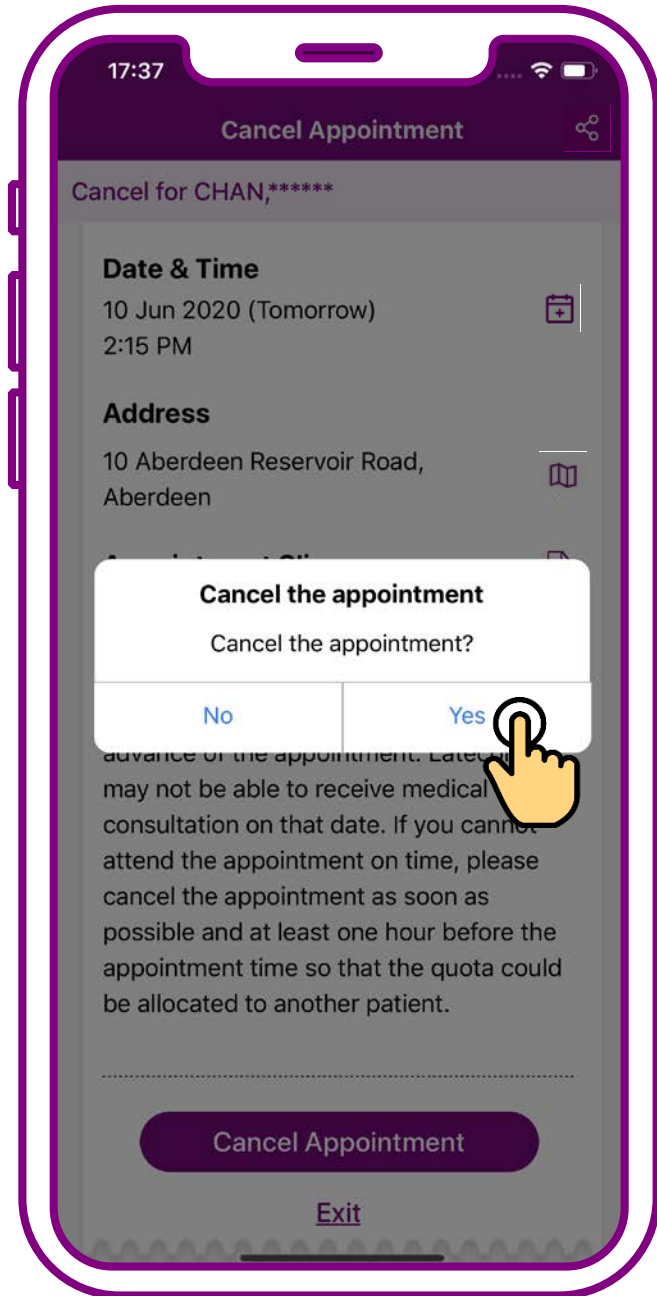 17:37
Cancel Appointment
Cancel for CHAN,******
Date & Time
10 Jun 2020 (Tomorrow)
2:15 PM
Address
10 Aberdeen Reservoir Road,
Aberdeen
Cancel the appointment
Cancel the appointment?
No
Yes
advance of the appointment.
may not be able to receive medical
consultation on that date. If you cannot
attend the appointment on time, please
cancel the appointment as soon as
possible and at least one hour before the
appointment time so that the quota could
be allocated to another patient.
Cancel Appointment
Exit